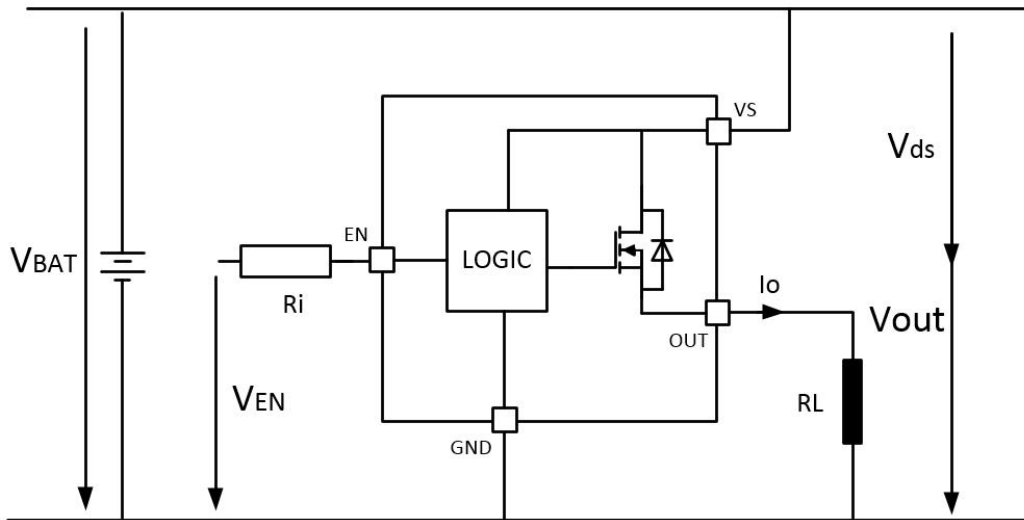 VS
Vds
EN
LOGIC
VBAT
Ri
Io
Vout
OUT
VEN
RL
GND